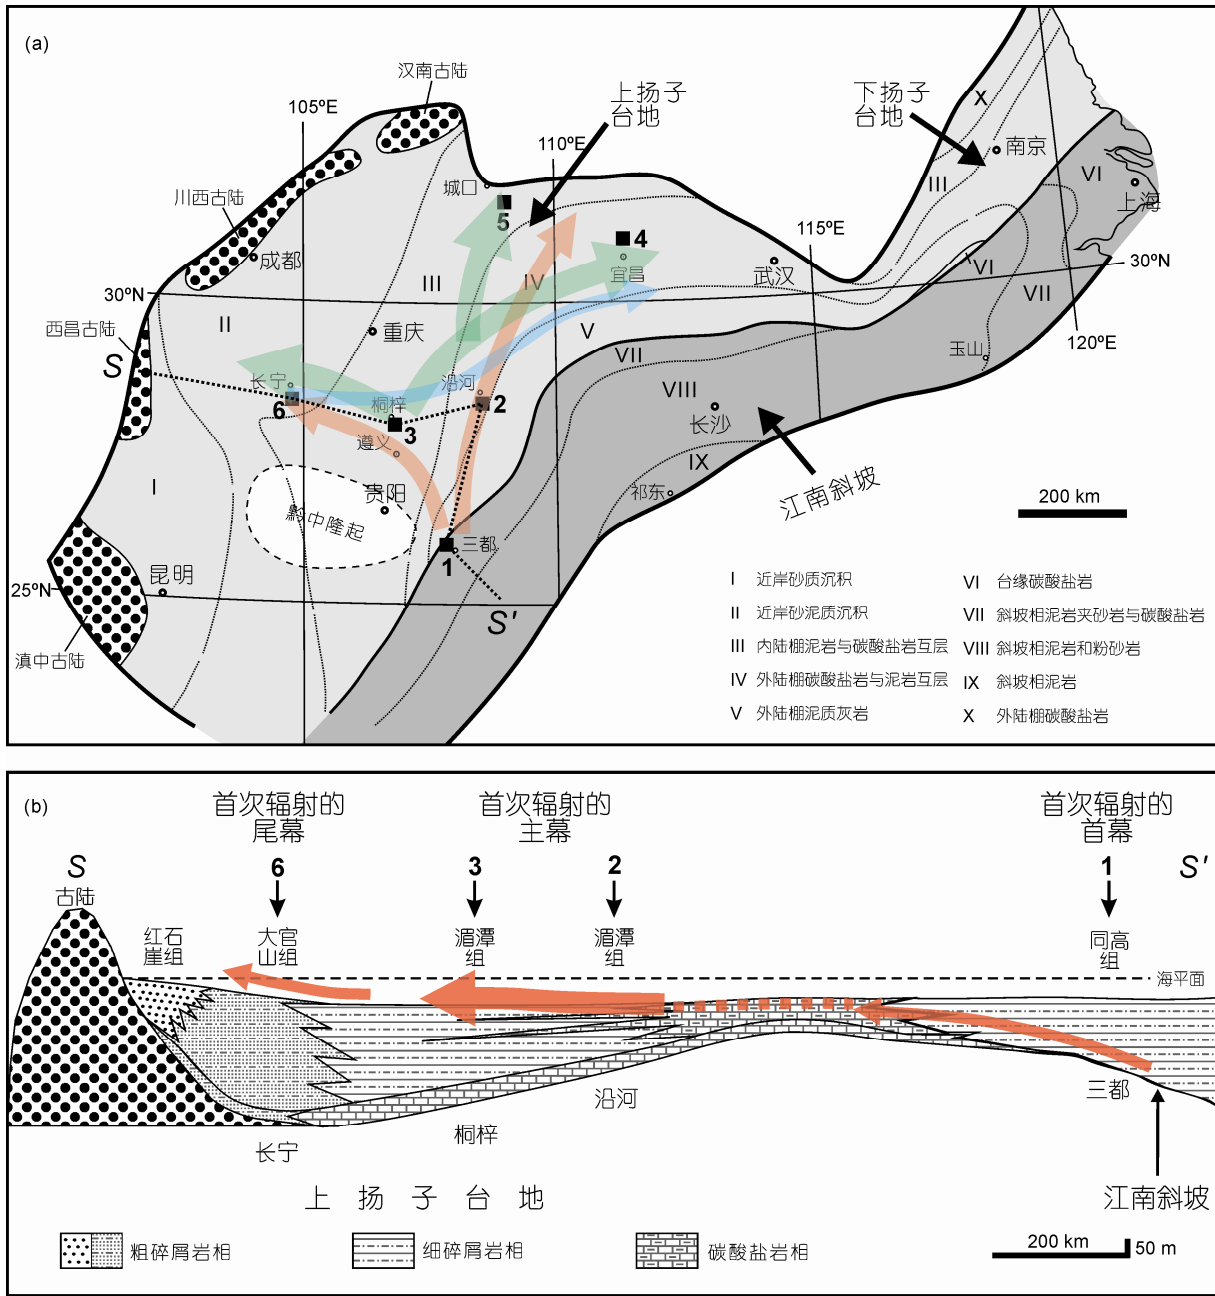 (a)
汉南古陆
105ºE
上扬子
台地
下扬子
台地
X
110ºE
南京
III
VI
城口
上海
川西古陆
5
4
115ºE
成都
宜昌
武汉
VI
30ºN
III
IV
30ºN
VII
II
西昌古陆
重庆
V
120ºE
VII
玉山
S
长宁
沿河
VIII
6
桐梓
2
3
长沙
遵义
IX
I
贵阳
祁东
江南斜坡
黔中隆起
200 km
三都
1
昆明
25ºN
S'
滇中古陆
I 近岸砂质沉积
II 近岸砂泥质沉积
III 内陆棚泥岩与碳酸盐岩互层
IV 外陆棚碳酸盐岩与泥岩互层
V 外陆棚泥质灰岩
VI 台缘碳酸盐岩
VII 斜坡相泥岩夹砂岩与碳酸盐岩
VIII 斜坡相泥岩和粉砂岩
IX 斜坡相泥岩
X 外陆棚碳酸盐岩
(b)
首次辐射的
尾幕
首次辐射的
主幕
首次辐射的
首幕
S
6
3
2
1
S'
古陆
红石
崖组
大官
山组
湄潭
组
湄潭
组
同高
组
海平面
三都
沿河
桐梓
长宁
上扬子台地
江南斜坡
粗碎屑岩相
细碎屑岩相
碳酸盐岩相
200 km
50 m